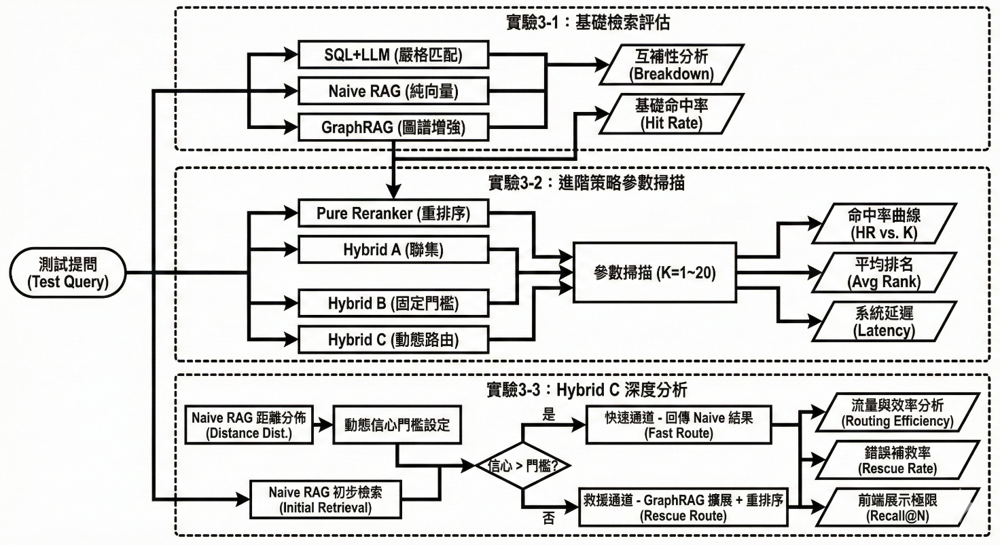 實驗3-1：基礎檢索評估
SQL+LLM (嚴格匹配)
Naive RAG (純向量)
GraphRAG (圖譜增強)
互補性分析
(Breakdown)
基礎命中率
(Hit Rate)
測試提問
(Test Query)
實驗3-2：進階策略參數掃描
Pure Reranker (重排序)
Hybrid A (聯集)
Hybrid B (固定門檻)
Hybrid C (動態路由)
參數掃描 (K=1~20)
命中率曲線
(HR vs. K)
平均排名
(Avg Rank)
系統延遲
(Latency)
實驗3-3：Hybrid C 深度分析
Naive RAG 距離分佈
(Distance Dist.)
動態信心門檻設定
Naive RAG 初步檢索
(Initial Retrieval)
信心 > 門檻?
是
快速通道 - 回傳 Naive 結果
(Fast Route)
否
救援通道 - GraphRAG 擴展 + 重排序
(Rescue Route)
流量與效率分析
(Routing Efficiency)
錯誤補救率
(Rescue Rate)
前端展示極限
(Recall@N)